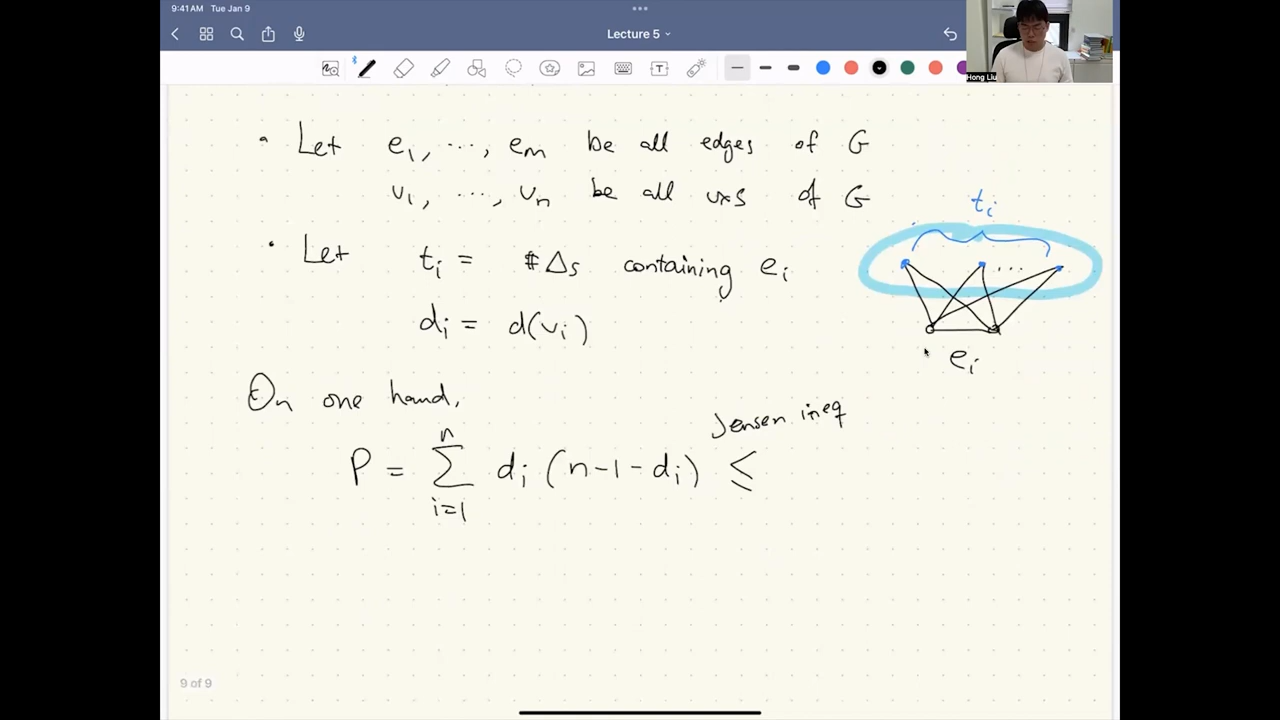 9:41 AM Tue Jan 9
Lecture 5
Hong Liu
• Let e₁, ⋯, eₘ be all edges of G
v₁, ⋯, vₙ be all vxs of G
tᵢ
• Let tᵢ = #Δs containing eᵢ
dᵢ = d(vᵢ)
eᵢ
On one hand,
Jensen ineq
P = ∑ⁿᵢ₌₁ dᵢ (n-1-dᵢ) ≤
9 of 9